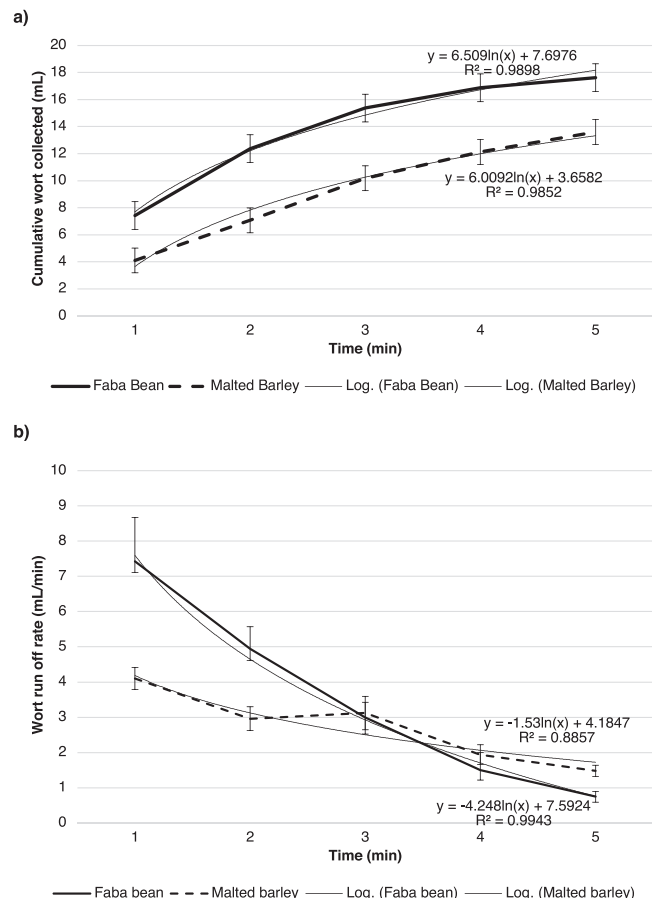 a)
20
y = 6.509ln(x) + 7.6976
R² = 0.9898
18
16
14
12
y = 6.0092ln(x) + 3.6582
R² = 0.9852
10
8
6
4
2
0
Cumulative wort collected (mL)
1 2 3 4 5
Time (min)
Faba Bean Malted Barley Log. (Faba Bean) Log. (Malted Barley)
b)
10
9
8
7
6
5
4
3
y = -1.53ln(x) + 4.1847
R² = 0.8857
2
1
y = -4.248ln(x) + 7.5924
R² = 0.9943
0
Wort run off rate (mL/min)
1 2 3 4 5
Time (min)
Faba bean Malted barley Log. (Faba bean) Log. (Malted barley)